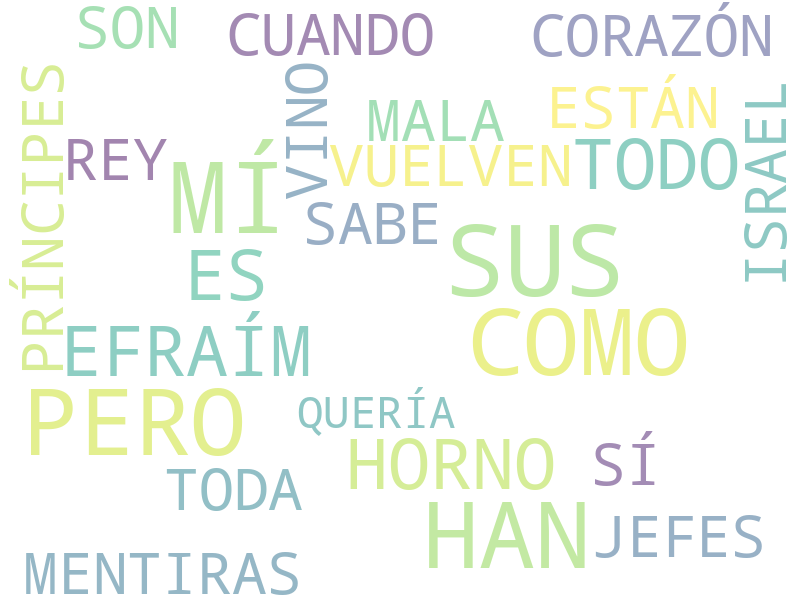 SON
CUANDO
CORAZÓN
PRÍNCIPES
VINO
MALA
ESTÁN
ISRAEL
REY
MÍ
VUELVEN
TODO
SABE
SUS
ES
COMO
EFRAÍM
PERO
QUERÍA
HORNO
SÍ
TODA
HAN
JEFES
MENTIRAS